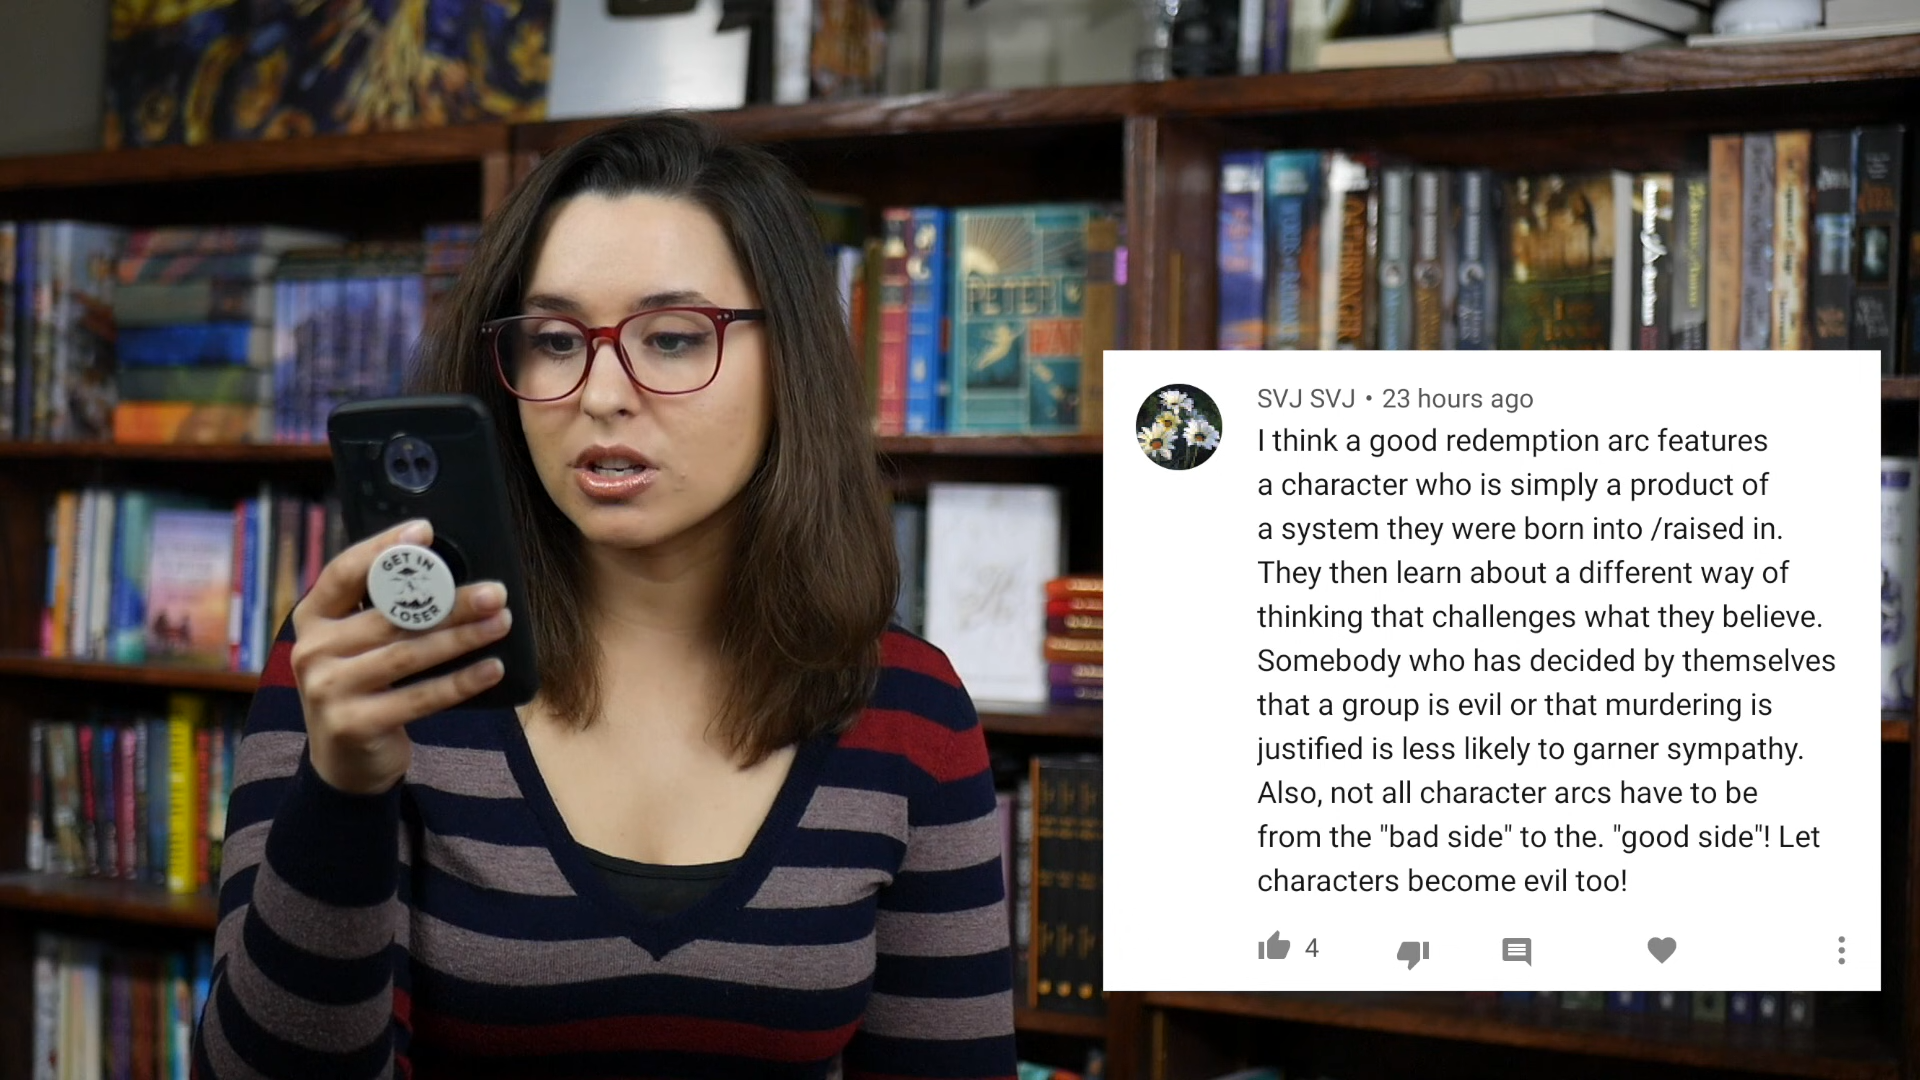 PETER
PAN
GET IN
LOSER
SVJ SVJ • 23 hours ago
I think a good redemption arc features
a character who is simply a product of
a system they were born into /raised in.
They then learn about a different way of
thinking that challenges what they believe.
Somebody who has decided by themselves
that a group is evil or that murdering is
justified is less likely to garner sympathy.
Also, not all character arcs have to be
from the "bad side" to the. "good side"! Let
characters become evil too!
4